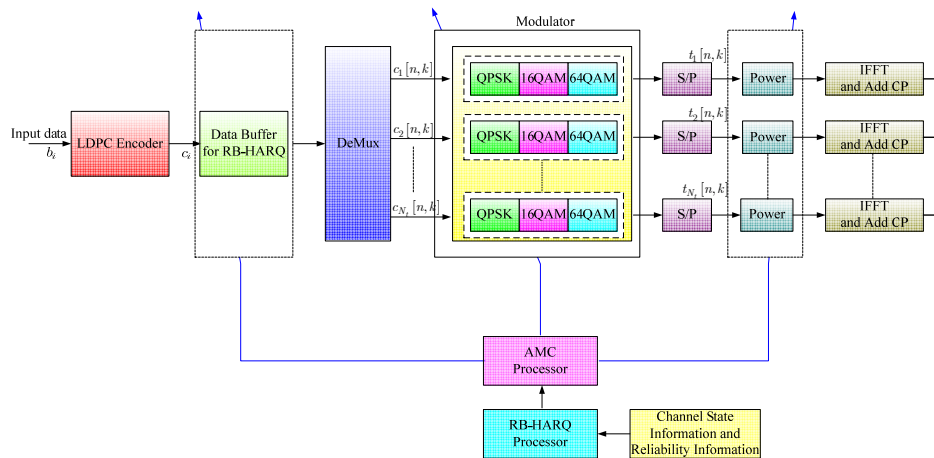 Modulator
Input data
b_i
LDPC Encoder
c_i
Data Buffer
for RB-HARQ
DeMux
c_1[n,k]
QPSK 16QAM 64QAM
S/P
t_1[n,k]
Power
IFFT
and Add CP
c_2[n,k]
QPSK 16QAM 64QAM
S/P
t_2[n,k]
Power
IFFT
and Add CP
c_{N_t}[n,k]
QPSK 16QAM 64QAM
S/P
t_{N_t}[n,k]
Power
IFFT
and Add CP
AMC
Processor
RB-HARQ
Processor
Channel State
Information and
Reliability Information